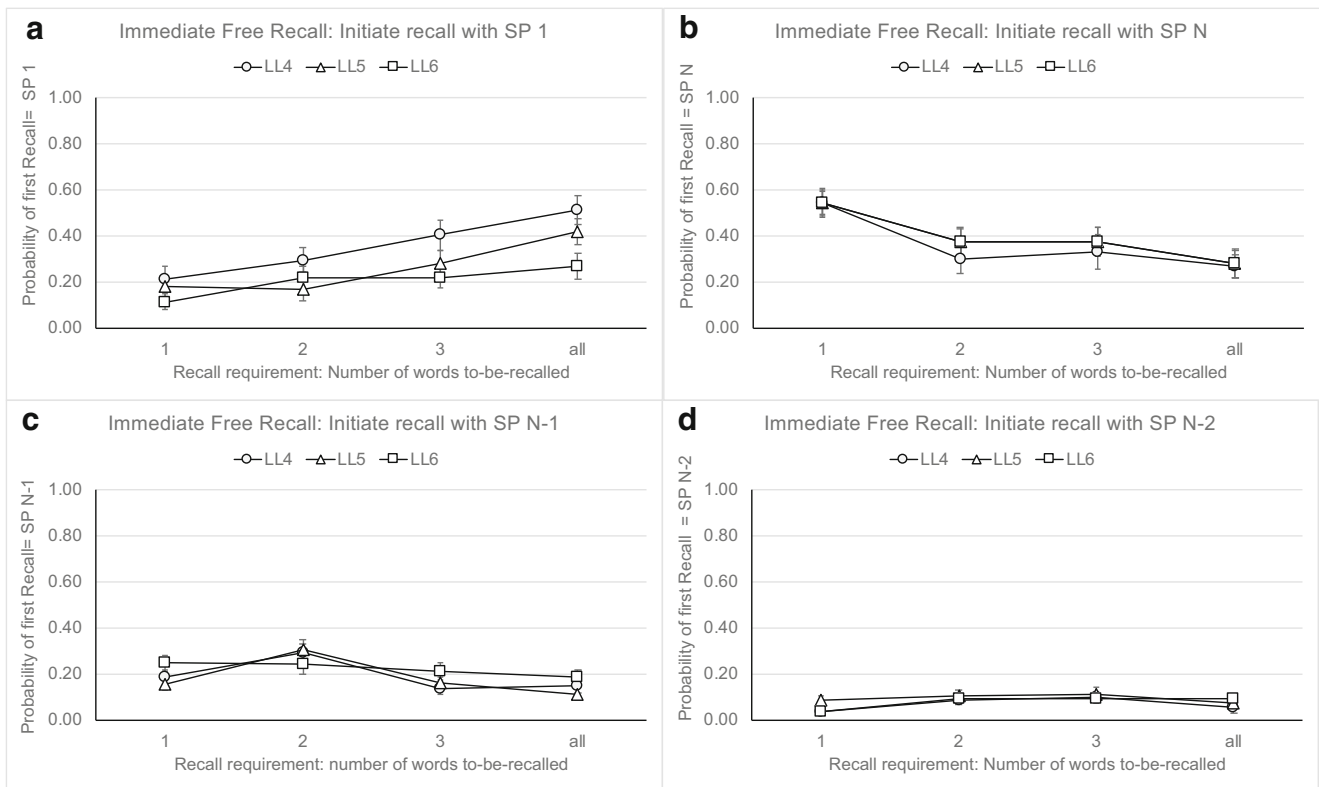 a
Immediate Free Recall: Initiate recall with SP 1
LL4 LL5 LL6
Probability of first Recall= SP 1
1.00
0.80
0.60
0.40
0.20
0.00
1 2 3 all
Recall requirement: Number of words to-be-recalled
b
Immediate Free Recall: Initiate recall with SP N
LL4 LL5 LL6
Probability of first Recall = SP N
1.00
0.80
0.60
0.40
0.20
0.00
1 2 3 all
Recall requirement: Number of words to-be-recalled
c
Immediate Free Recall: Initiate recall with SP N-1
LL4 LL5 LL6
Probability of first Recall= SP N-1
1.00
0.80
0.60
0.40
0.20
0.00
1 2 3 all
Recall requirement: number of words to-be-recalled
d
Immediate Free Recall: Initiate recall with SP N-2
LL4 LL5 LL6
Probability of first Recall = SP N-2
1.00
0.80
0.60
0.40
0.20
0.00
1 2 3 all
Recall requirement: Number of words to-be-recalled